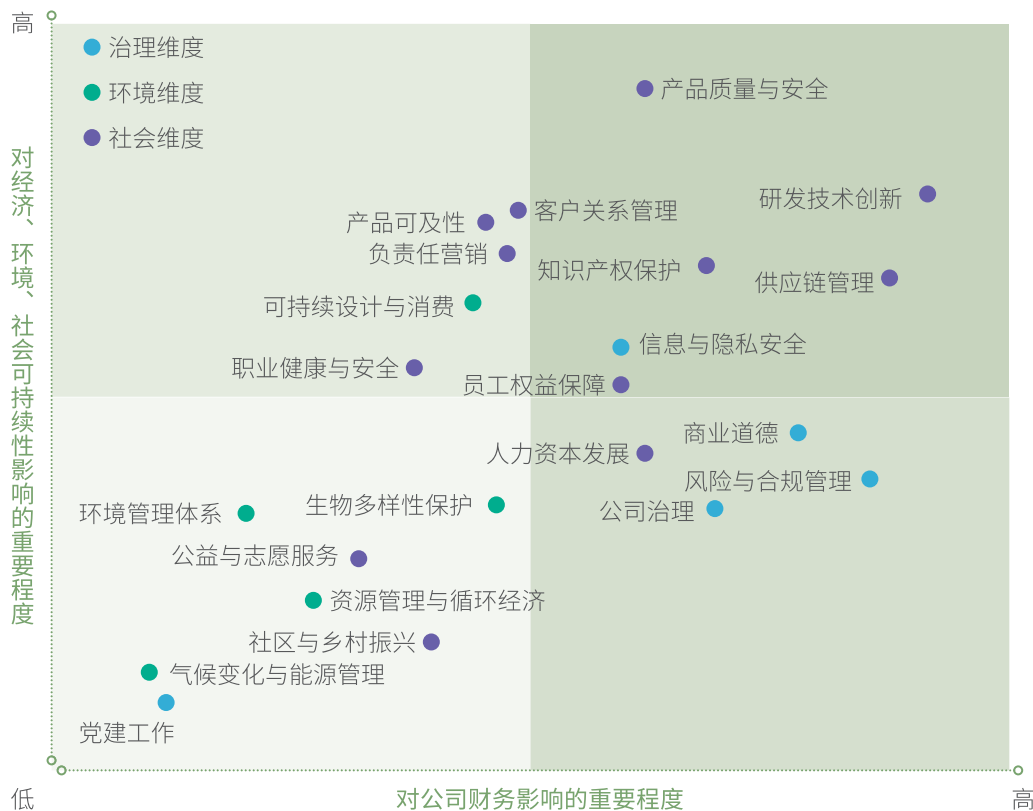 高
治理维度
环境维度
社会维度
对经济、环境、社会可持续性影响的重要程度
产品质量与安全
研发技术创新
客户关系管理
产品可及性
负责任营销
知识产权保护
供应链管理
可持续设计与消费
信息与隐私安全
职业健康与安全
员工权益保障
商业道德
人力资本发展
风险与合规管理
公司治理
生物多样性保护
环境管理体系
公益与志愿服务
资源管理与循环经济
社区与乡村振兴
气候变化与能源管理
党建工作
低
对公司财务影响的重要程度
高